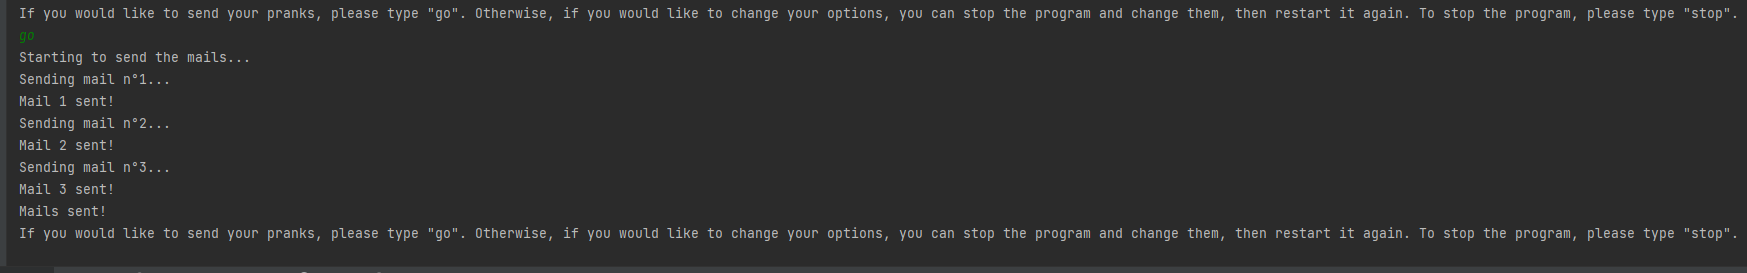 If you would like to send your pranks, please type "go". Otherwise, if you would like to change your options, you can stop the program and change them, then restart it again. To stop the program, please type "stop".
go
Starting to send the mails...
Sending mail n°1...
Mail 1 sent!
Sending mail n°2...
Mail 2 sent!
Sending mail n°3...
Mail 3 sent!
Mails sent!
If you would like to send your pranks, please type "go". Otherwise, if you would like to change your options, you can stop the program and change them, then restart it again. To stop the program, please type "stop".